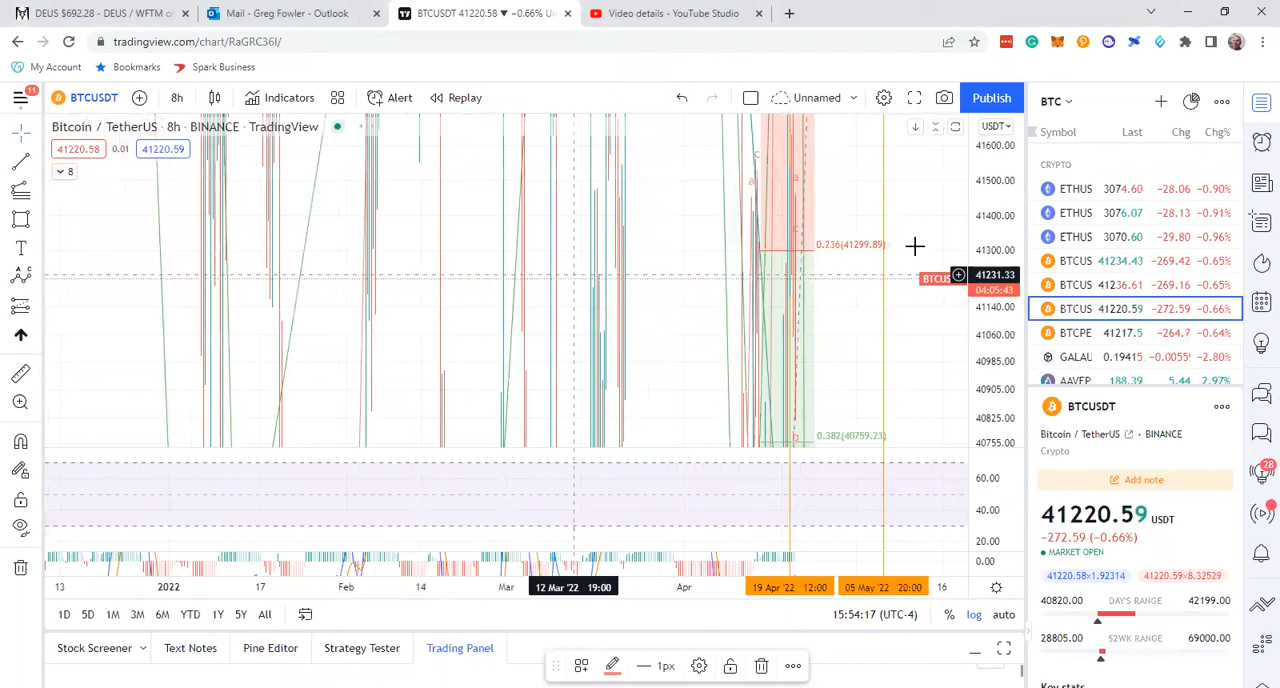 DEUS $692.28 - DEUS / WFTM o
Mail - Greg Fowler - Outlook
BTCUSDT 41220.58 ▼ −0.66% Un
Video details - YouTube Studio
tradingview.com/chart/RaGRC36I/
My Account
Bookmarks
Spark Business
11
BTCUSDT
8h
Indicators
Alert
Replay
Unnamed
Publish
BTC
Bitcoin / TetherUS · 8h · BINANCE · TradingView
USDT
41220.58
0.01
41220.59
8
Symbol Last Chg Chg%
CRYPTO
ETHUS 3074.60 −28.06 −0.90%
ETHUS 3076.07 −28.13 −0.91%
ETHUS 3070.60 −29.80 −0.96%
BTCUS 41234.43 −269.42 −0.65%
BTCUS 41236.61 −269.16 −0.65%
BTCUS 41220.59 −272.59 −0.66%
BTCPE 41217.5 −264.7 −0.64%
GALAU 0.19415 −0.0055 −2.80%
AAVEP 188.39 5.44 2.97%
41600.00
41500.00
41400.00
41300.00
41231.33
BTCUS
04:05:43
41140.00
41060.00
40985.00
40905.00
40825.00
40755.00
c
a
a
c
0.236(41299.89)
b
0.382(40759.23)
60.00
40.00
20.00
0.00
13 2022 17 Feb 14 Mar 12 Mar '22 19:00 Apr 19 Apr '22 12:00 05 May '22 20:00 16
1D 5D 1M 3M 6M YTD 1Y 5Y All
15:54:17 (UTC-4)
% log auto
Stock Screener
Text Notes
Pine Editor
Strategy Tester
Trading Panel
1px
BTCUSDT
Bitcoin / TetherUS · BINANCE
Crypto
Add note
41220.59 USDT
−272.59 (−0.66%)
MARKET OPEN
41220.58×1.92314 41220.59×8.32529
40820.00 DAY'S RANGE 42199.00
28805.00 52WK RANGE 69000.00
Key stats
28